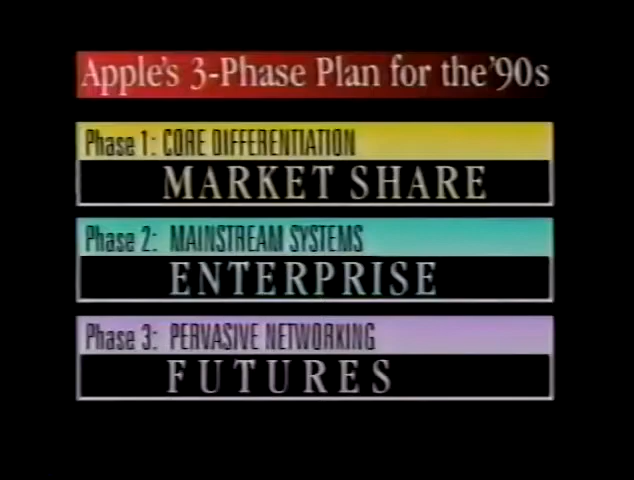 Apple's 3-Phase Plan for the '90s
Phase 1: CORE DIFFERENTIATION
MARKET SHARE
Phase 2: MAINSTREAM SYSTEMS
ENTERPRISE
Phase 3: PERVASIVE NETWORKING
FUTURES